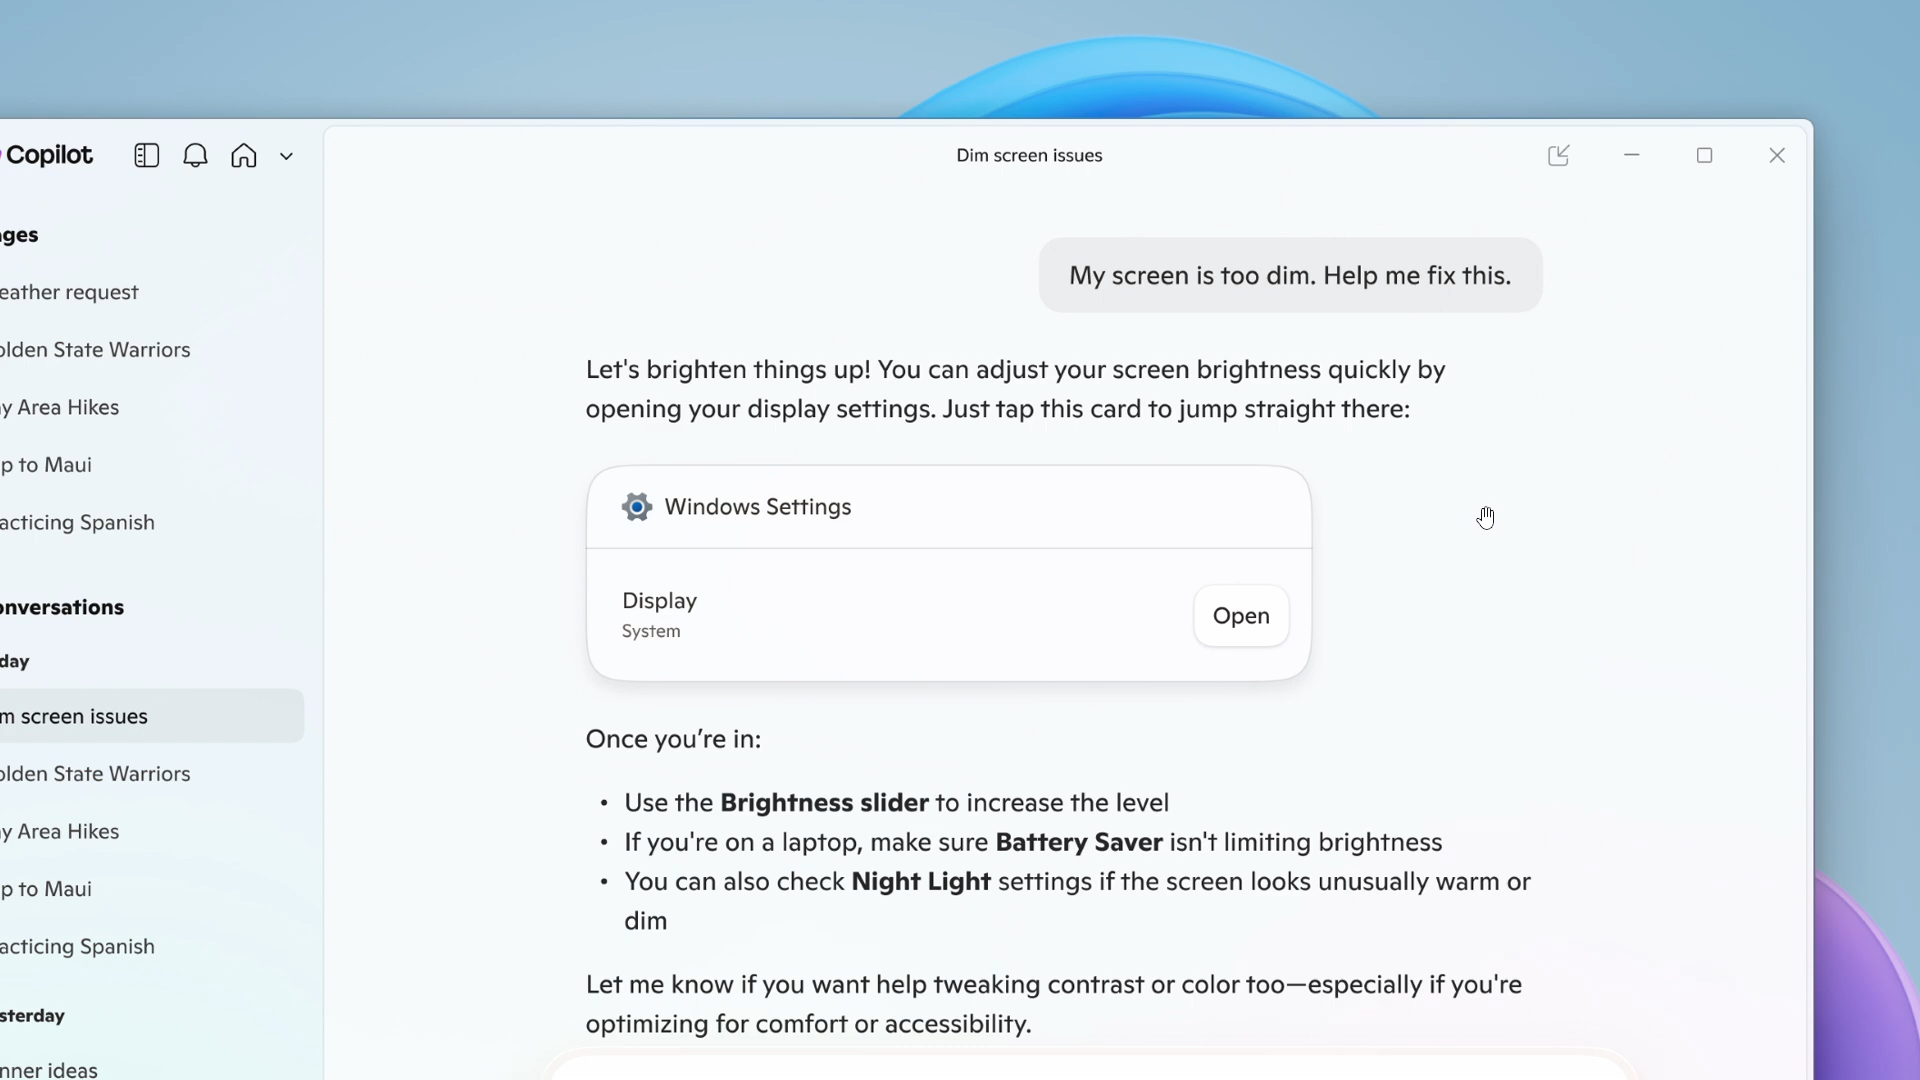 Copilot
Dim screen issues
ges
eather request
olden State Warriors
y Area Hikes
p to Maui
acticing Spanish
onversations
day
m screen issues
olden State Warriors
y Area Hikes
p to Maui
acticing Spanish
sterday
nner ideas
My screen is too dim. Help me fix this.
Let's brighten things up! You can adjust your screen brightness quickly by
opening your display settings. Just tap this card to jump straight there:
Windows Settings
Display
System
Open
Once you’re in:
• Use the Brightness slider to increase the level
• If you're on a laptop, make sure Battery Saver isn't limiting brightness
• You can also check Night Light settings if the screen looks unusually warm or
dim
Let me know if you want help tweaking contrast or color too—especially if you're
optimizing for comfort or accessibility.